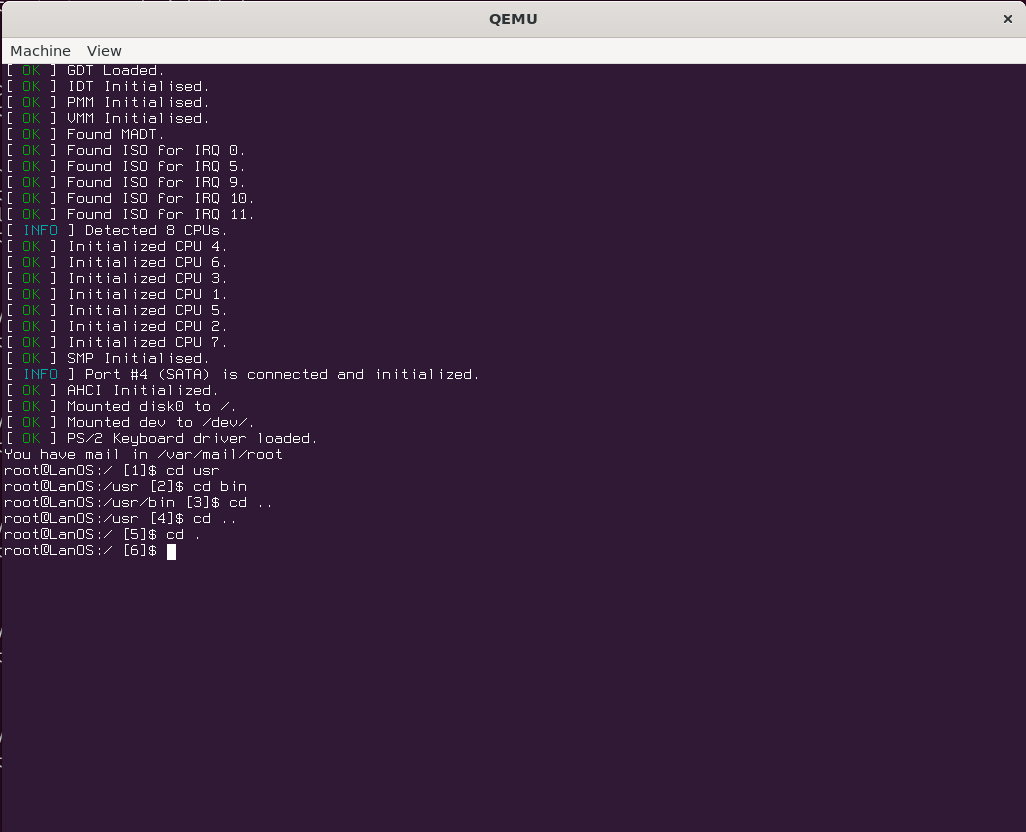 QEMU
Machine View
[ OK ] GDT Loaded.
[ OK ] IDT Initialised.
[ OK ] PMM Initialised.
[ OK ] VMM Initialised.
[ OK ] Found MADT.
[ OK ] Found ISO for IRQ 0.
[ OK ] Found ISO for IRQ 5.
[ OK ] Found ISO for IRQ 9.
[ OK ] Found ISO for IRQ 10.
[ OK ] Found ISO for IRQ 11.
[ INFO ] Detected 8 CPUs.
[ OK ] Initialized CPU 4.
[ OK ] Initialized CPU 6.
[ OK ] Initialized CPU 3.
[ OK ] Initialized CPU 1.
[ OK ] Initialized CPU 5.
[ OK ] Initialized CPU 2.
[ OK ] Initialized CPU 7.
[ OK ] SMP Initialised.
[ INFO ] Port #4 (SATA) is connected and initialized.
[ OK ] AHCI Initialized.
[ OK ] Mounted disk0 to /.
[ OK ] Mounted dev to /dev/.
[ OK ] PS/2 Keyboard driver loaded.
You have mail in /var/mail/root
root@LanOS:/ [1]$ cd usr
root@LanOS:/usr [2]$ cd bin
root@LanOS:/usr/bin [3]$ cd ..
root@LanOS:/usr [4]$ cd ..
root@LanOS:/ [5]$ cd .
root@LanOS:/ [6]$